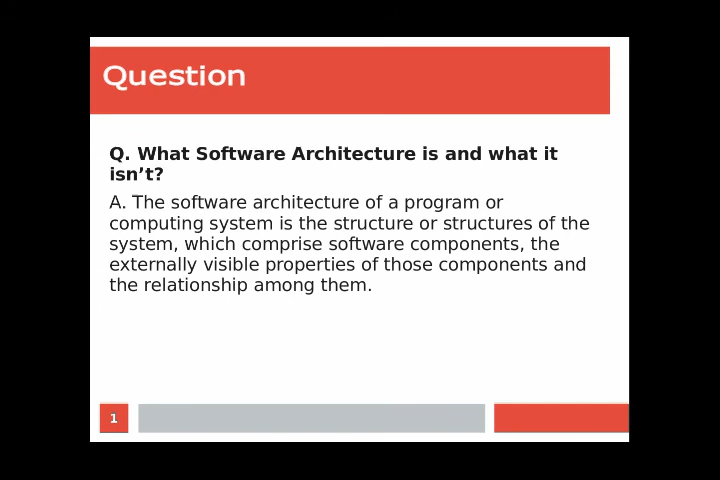 Question
Q. What Software Architecture is and what it
isn’t?
A. The software architecture of a program or
computing system is the structure or structures of the
system, which comprise software components, the
externally visible properties of those components and
the relationship among them.
1